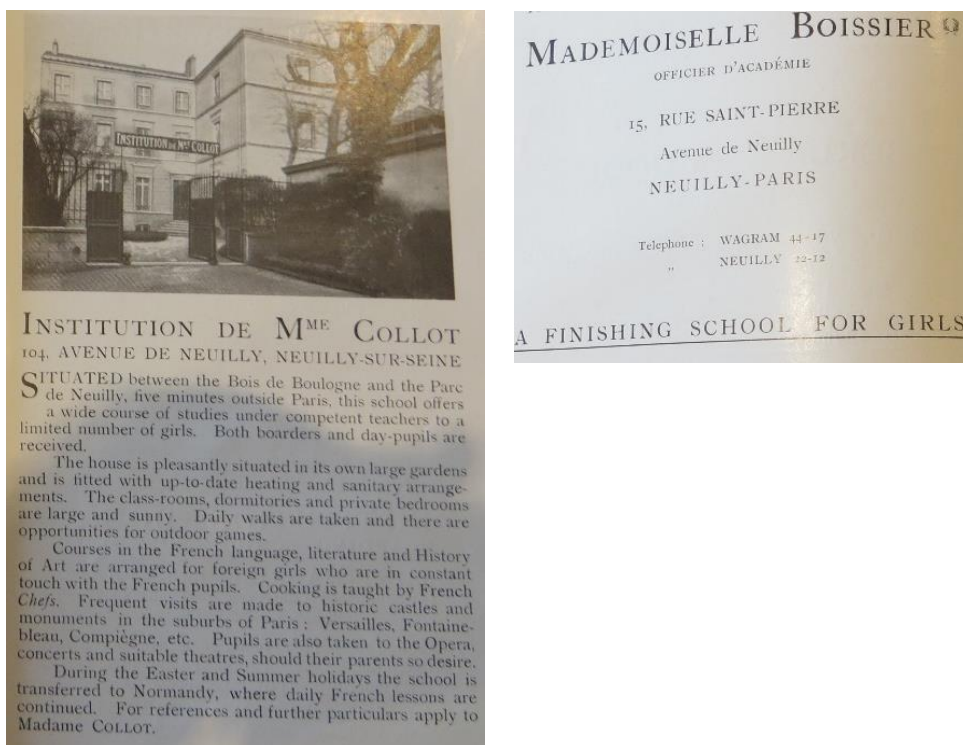 INSTITUTION DE MME COLLOT
INSTITUTION DE MME COLLOT
104, AVENUE DE NEUILLY, NEUILLY-SUR-SEINE
SITUATED between the Bois de Boulogne and the Parc
de Neuilly, five minutes outside Paris, this school offers
a wide course of studies under competent teachers to a
limited number of girls. Both boarders and day-pupils are
received.
The house is pleasantly situated in its own large gardens
and is fitted with up-to-date heating and sanitary arrange-
ments. The class-rooms, dormitories and private bedrooms
are large and sunny. Daily walks are taken and there are
opportunities for outdoor games.
Courses in the French language, literature and History
of Art are arranged for foreign girls who are in constant
touch with the French pupils. Cooking is taught by French
Chefs. Frequent visits are made to historic castles and
monuments in the suburbs of Paris : Versailles, Fontaine-
bleau, Compiègne, etc. Pupils are also taken to the Opera,
concerts and suitable theatres, should their parents so desire.
During the Easter and Summer holidays the school is
transferred to Normandy, where daily French lessons are
continued. For references and further particulars apply to
Madame COLLOT.
MADEMOISELLE BOISSIER
OFFICIER D'ACADÉMIE
15, RUE SAINT-PIERRE
Avenue de Neuilly
NEUILLY-PARIS
Telephone : WAGRAM 44-17
„ NEUILLY 22-12
A FINISHING SCHOOL FOR GIRLS